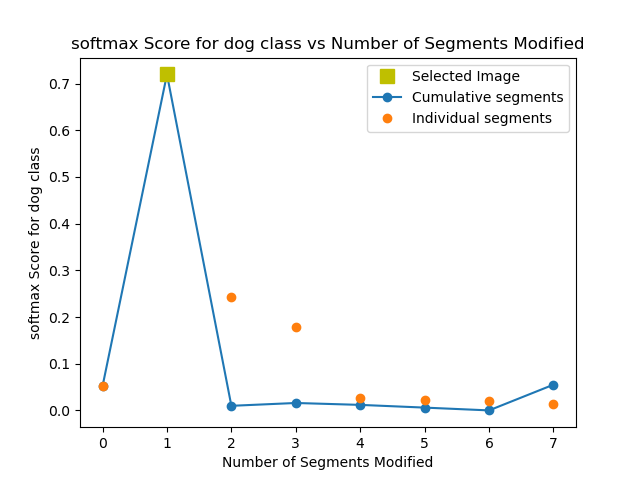 softmax Score for dog class vs Number of Segments Modified
Selected Image
Cumulative segments
Individual segments
softmax Score for dog class
0.7
0.6
0.5
0.4
0.3
0.2
0.1
0.0
0 1 2 3 4 5 6 7
Number of Segments Modified